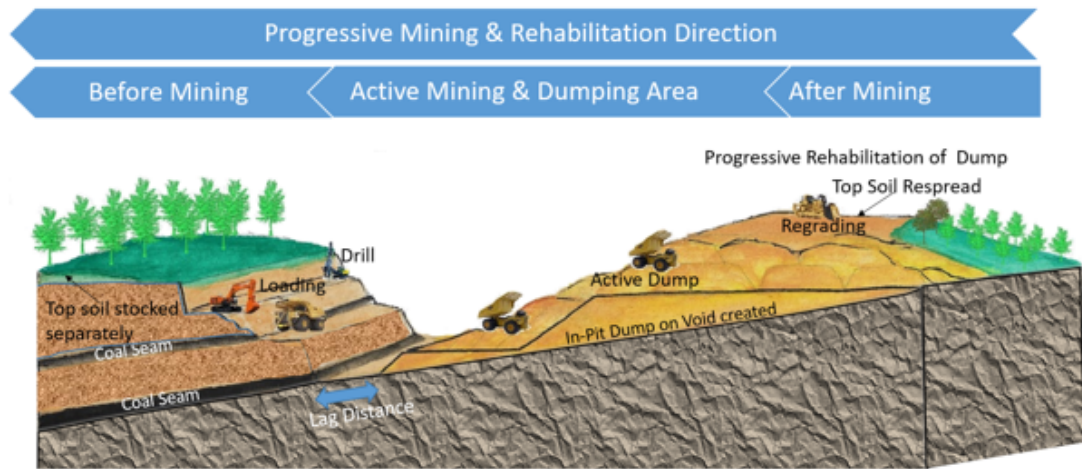 Progressive Mining & Rehabilitation Direction
Before Mining
Active Mining & Dumping Area
After Mining
Progressive Rehabilitation of Dump
Top Soil Respread
Regrading
Drill
Loading
Active Dump
Top soil stocked
separately
In-Pit Dump on Void created
Coal Seam
Coal Seam
Lag Distance